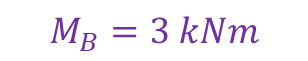 M_B = 3 kNm